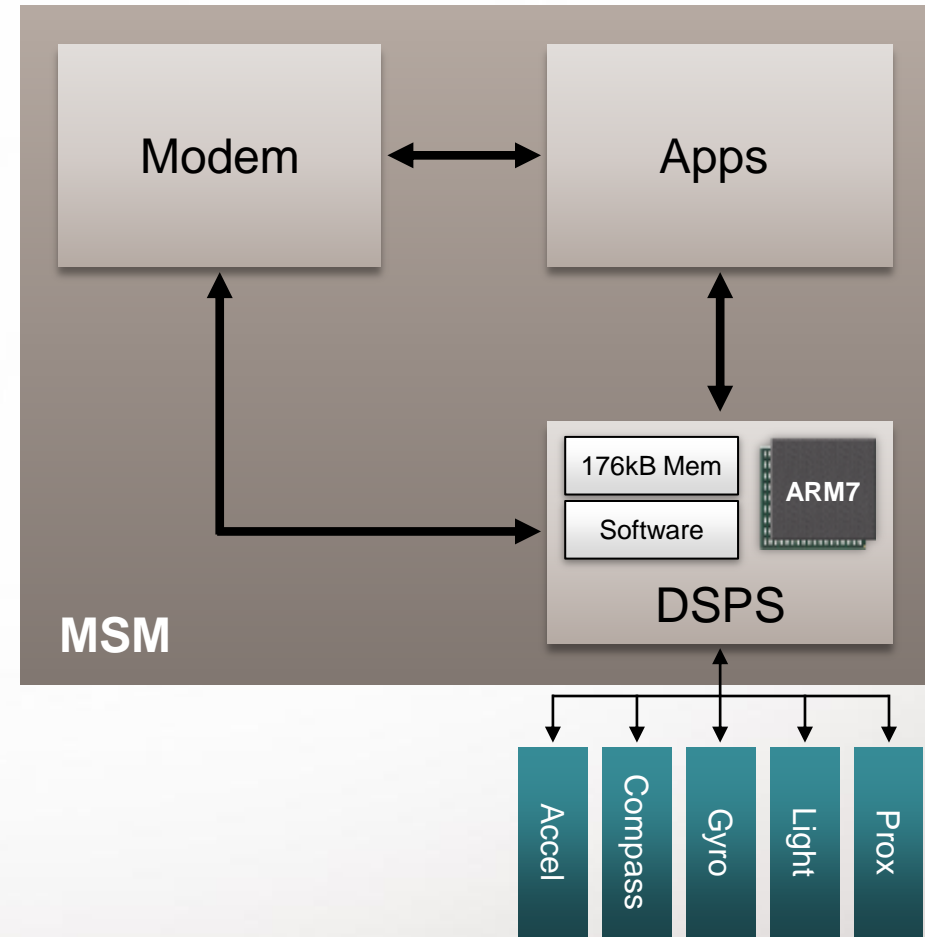 Modem
Apps
176kB Mem
ARM7
Software
DSPS
MSM
Accel
Compass
Gyro
Light
Prox